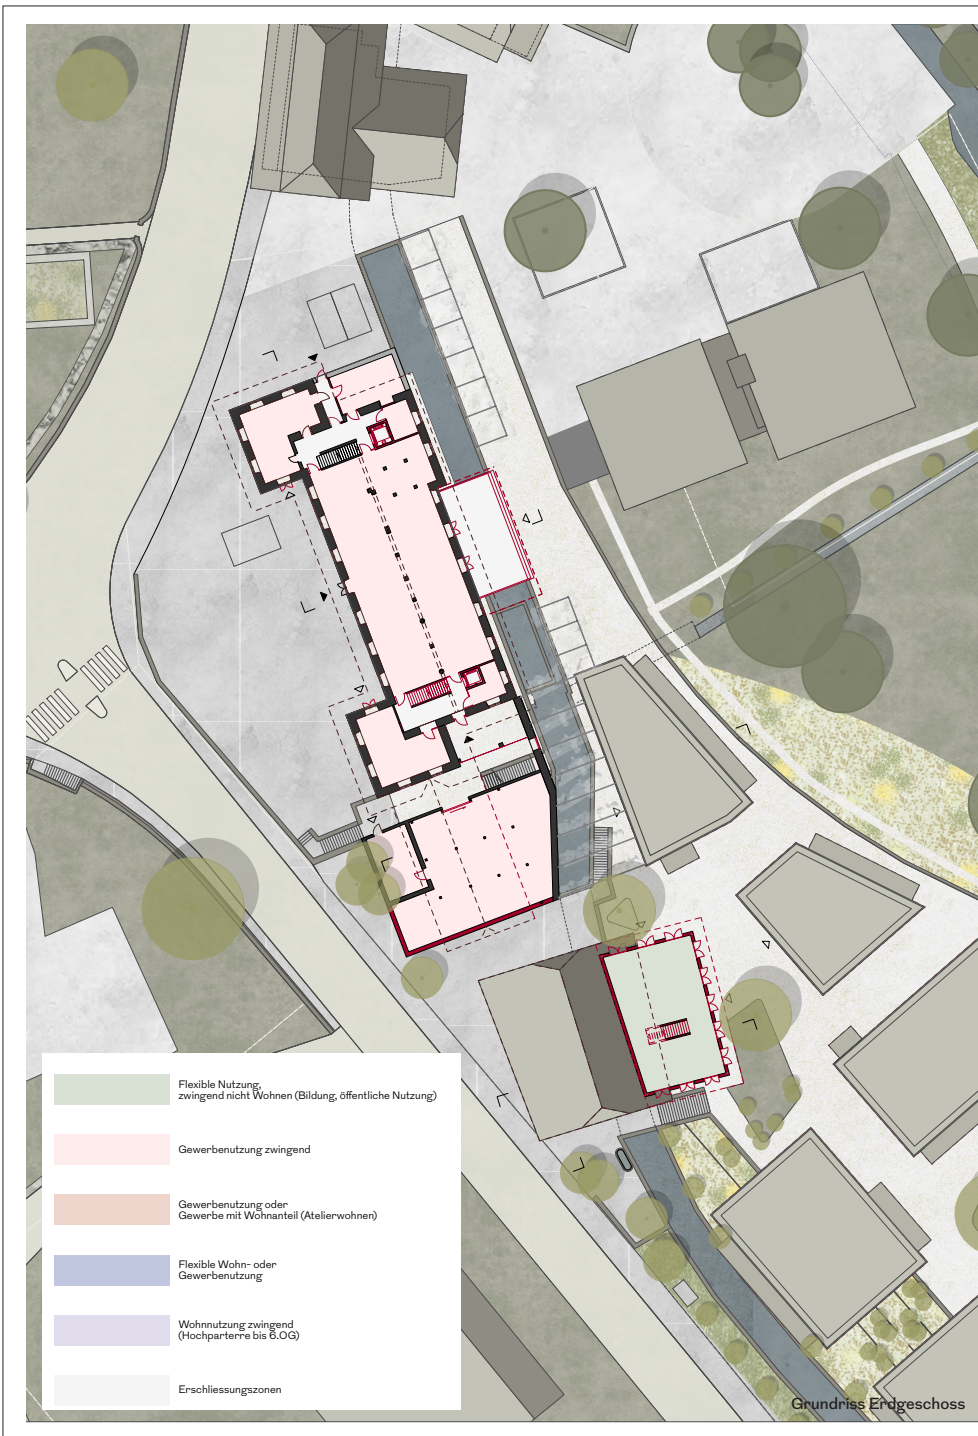 Flexible Nutzung,
zwingend nicht Wohnen (Bildung, öffentliche Nutzung)
Gewerbenutzung zwingend
Gewerbenutzung oder
Gewerbe mit Wohnanteil (Atelierwohnen)
Flexible Wohn- oder
Gewerbenutzung
Wohnnutzung zwingend
(Hochparterre bis 6.OG)
Erschliessungszonen
Grundriss Erdgeschoss